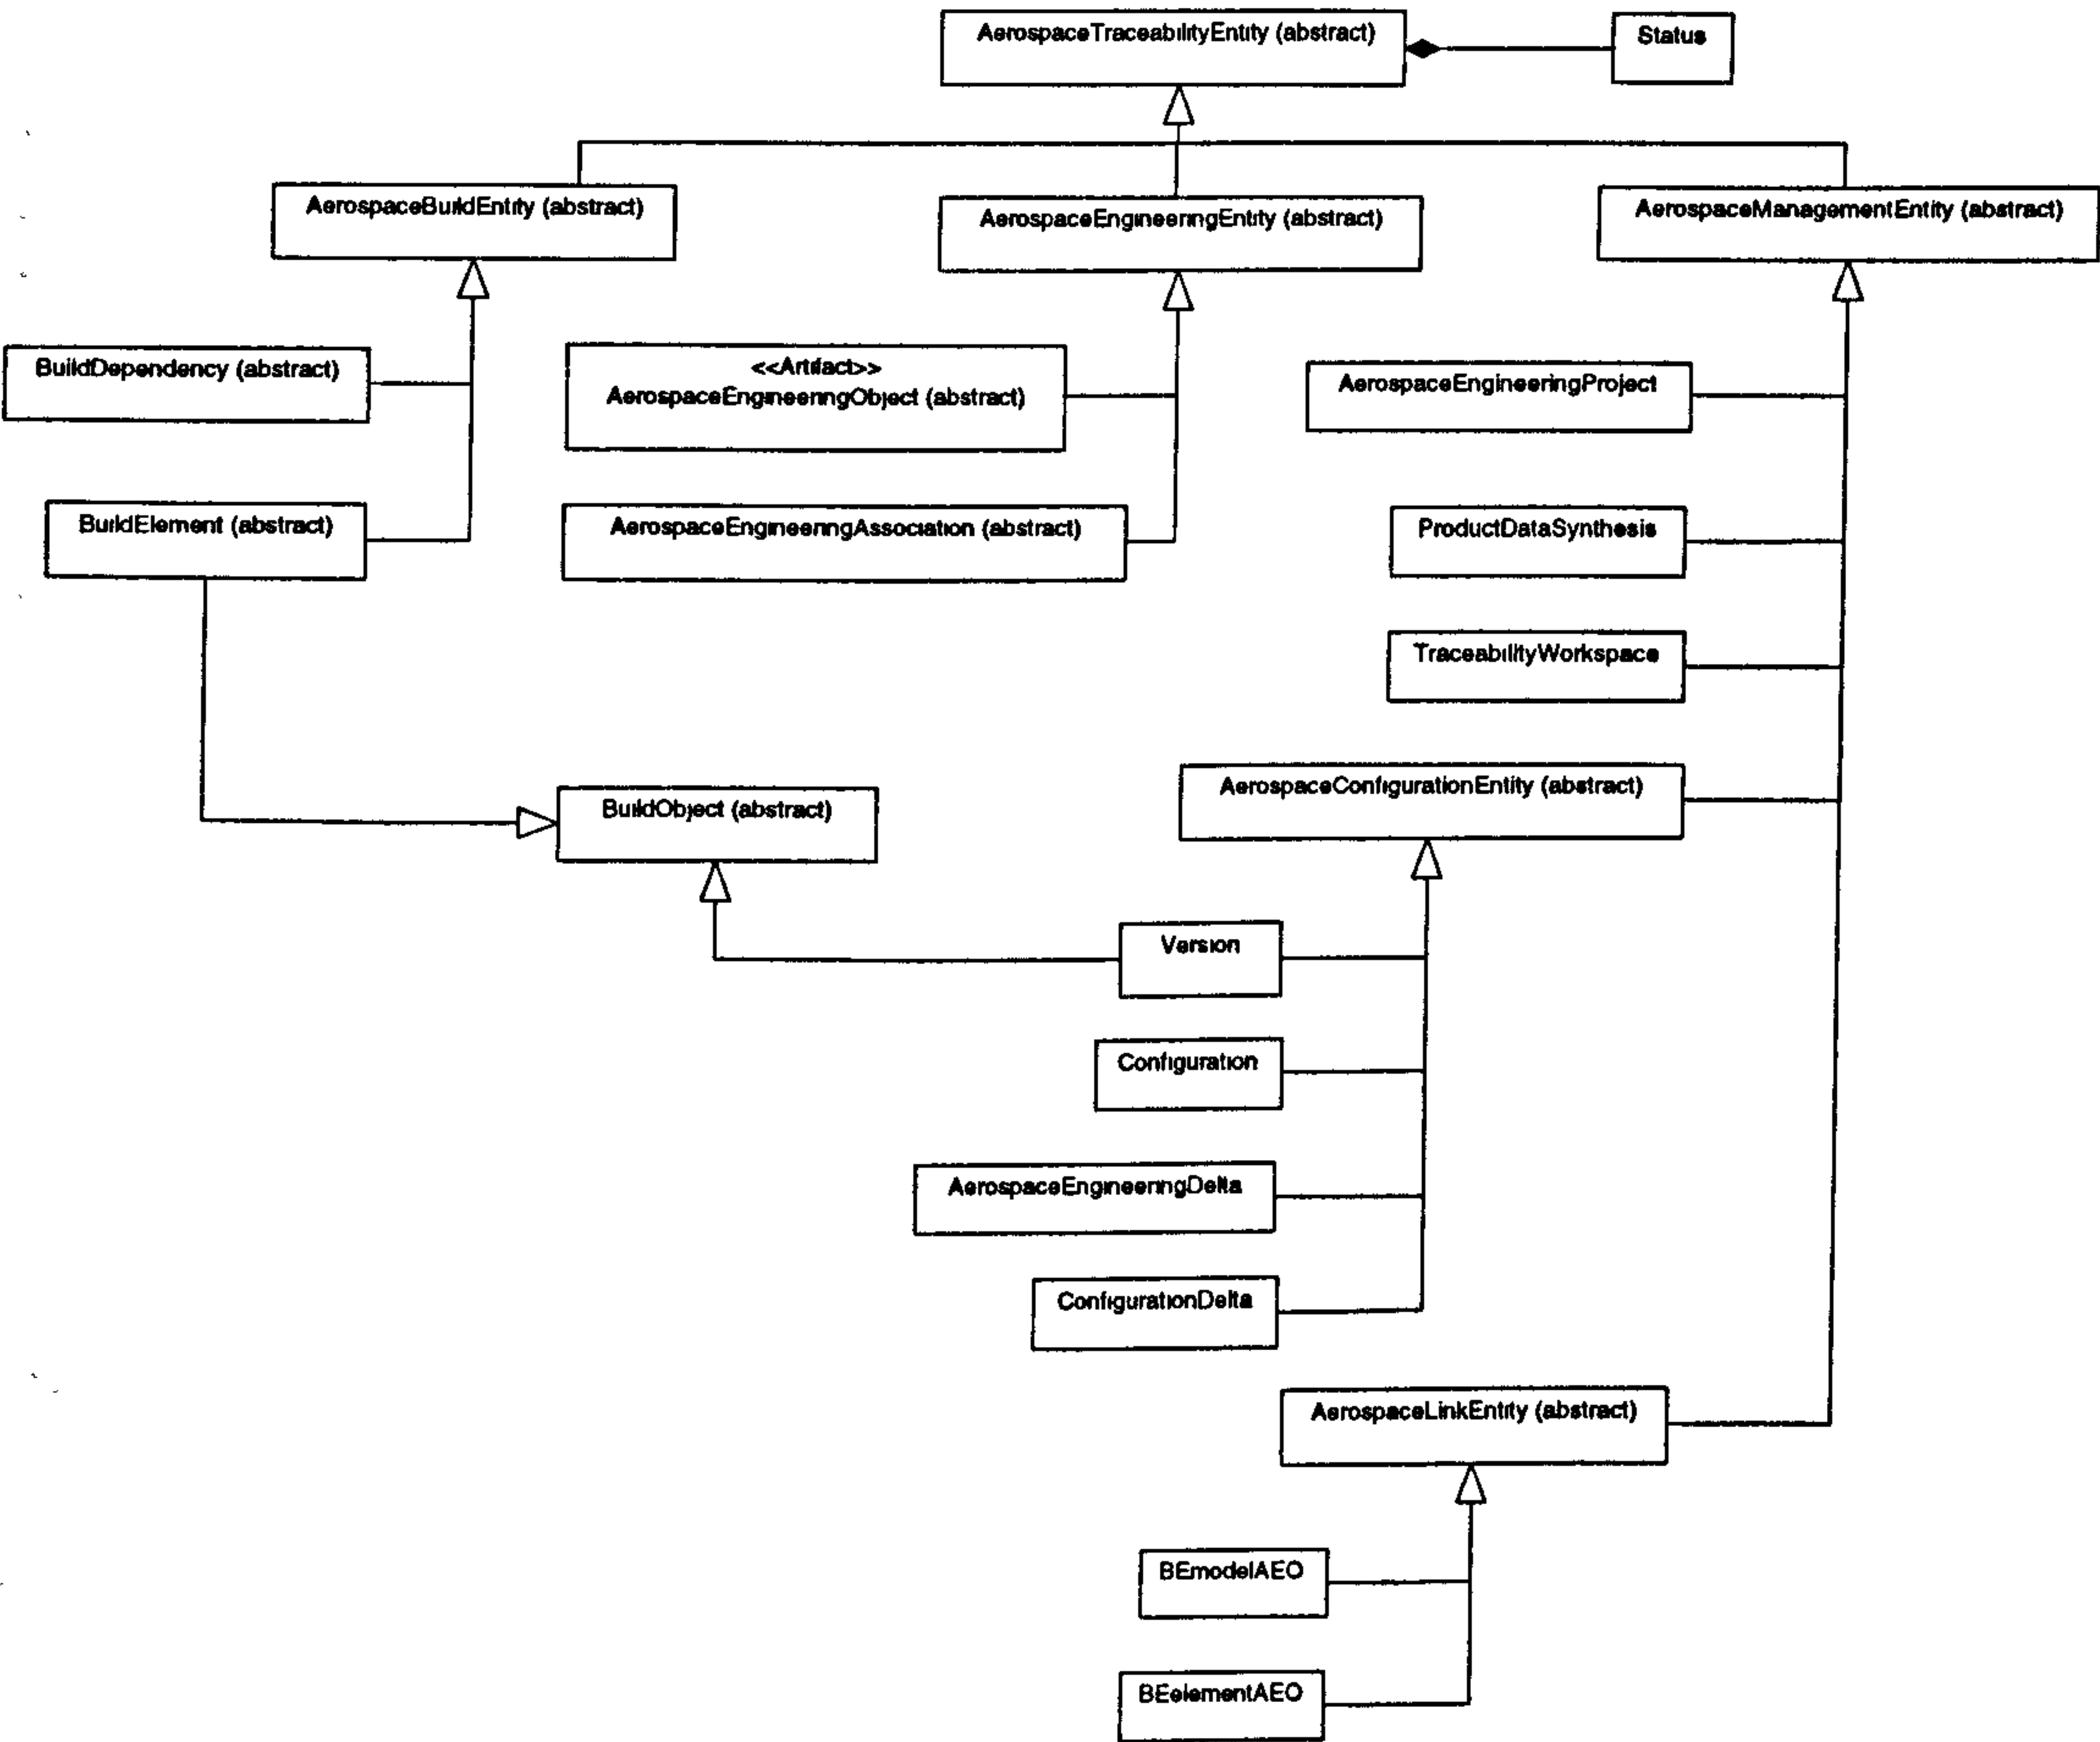 AerospaceTraceabilityEntity (abstract)
Status
AerospaceBuildEntity (abstract)
AerospaceEngineeringEntity (abstract)
AerospaceManagementEntity (abstract)
BuildDependency (abstract)
<<Artifact>>
AerospaceEngineeringObject (abstract)
AerospaceEngineeringProject
BuildElement (abstract)
AerospaceEngineeringAssociation (abstract)
ProductDataSynthesis
TraceabilityWorkspace
AerospaceConfigurationEntity (abstract)
BuildObject (abstract)
Version
Configuration
AerospaceEngineeringDelta
ConfigurationDelta
AerospaceLinkEntity (abstract)
BEmodelAEO
BEelementAEO